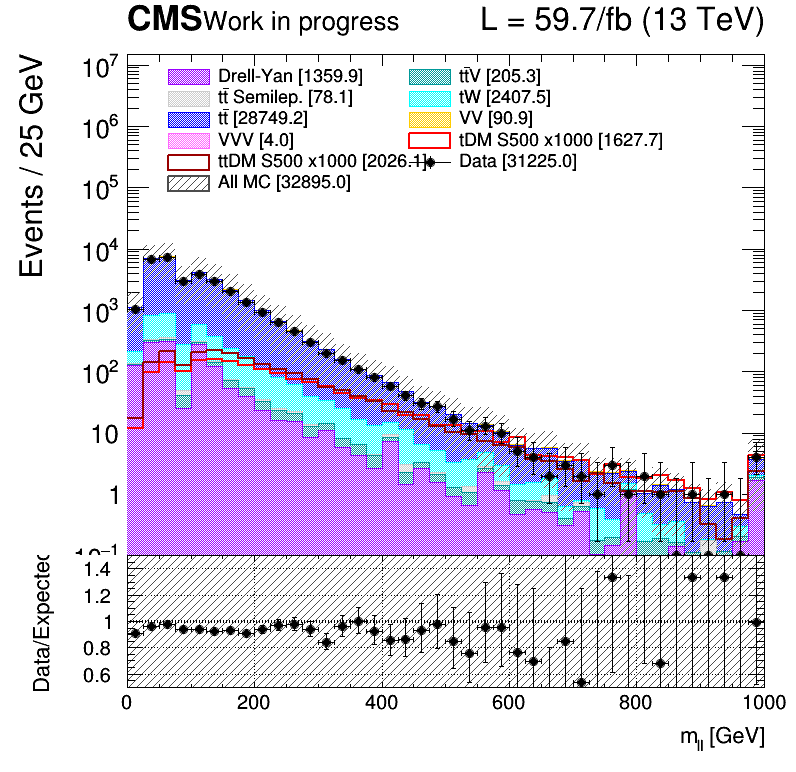 CMS Work in progress L = 59.7/fb (13 TeV)
Events / 25 GeV
10⁷
10⁶
10⁵
10⁴
10³
10²
10
1
10⁻¹
Drell-Yan [1359.9] tt̄V [205.3]
tt̄ Semilep. [78.1] tW [2407.5]
tt̄ [28749.2] VV [90.9]
VVV [4.0] tDM S500 x1000 [1627.7]
ttDM S500 x1000 [2026.1] Data [31225.0]
All MC [32895.0]
Data/Expected
1.4
1.2
1
0.8
0.6
0 200 400 600 800 1000
m_ll [GeV]